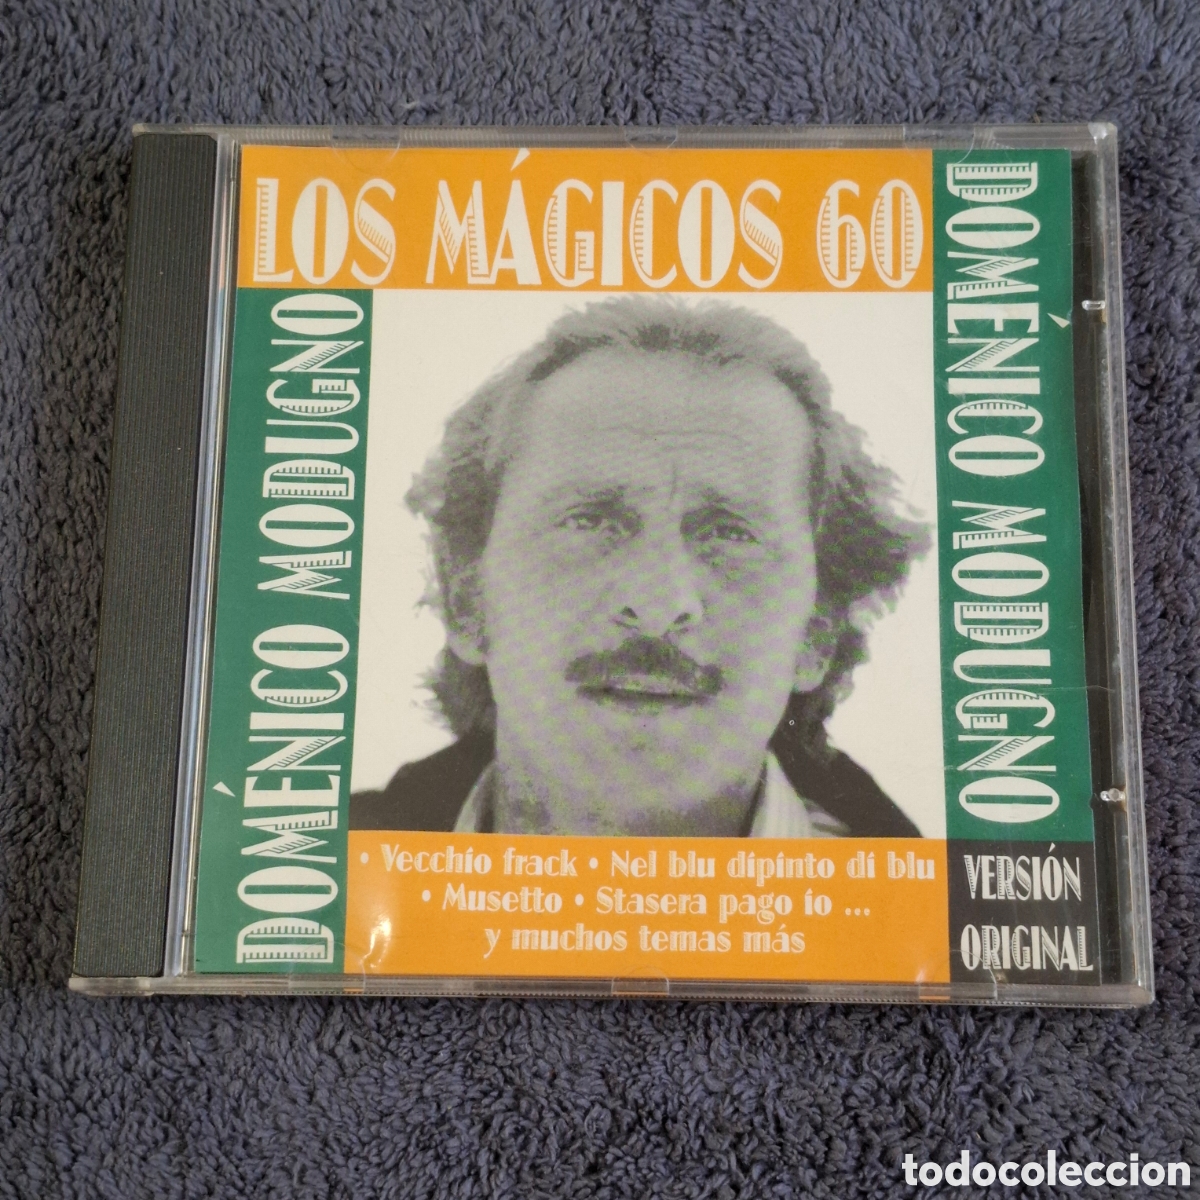 LOS MÁGICOS 60
DOMÉNICO MODUGNO
DOMÉNICO MODUGNO
• Vecchio frack • Nel blu dipinto di blu
• Musetto • Stasera pago io ...
y muchos temas más
VERSIÓN
ORIGINAL
todocoleccion